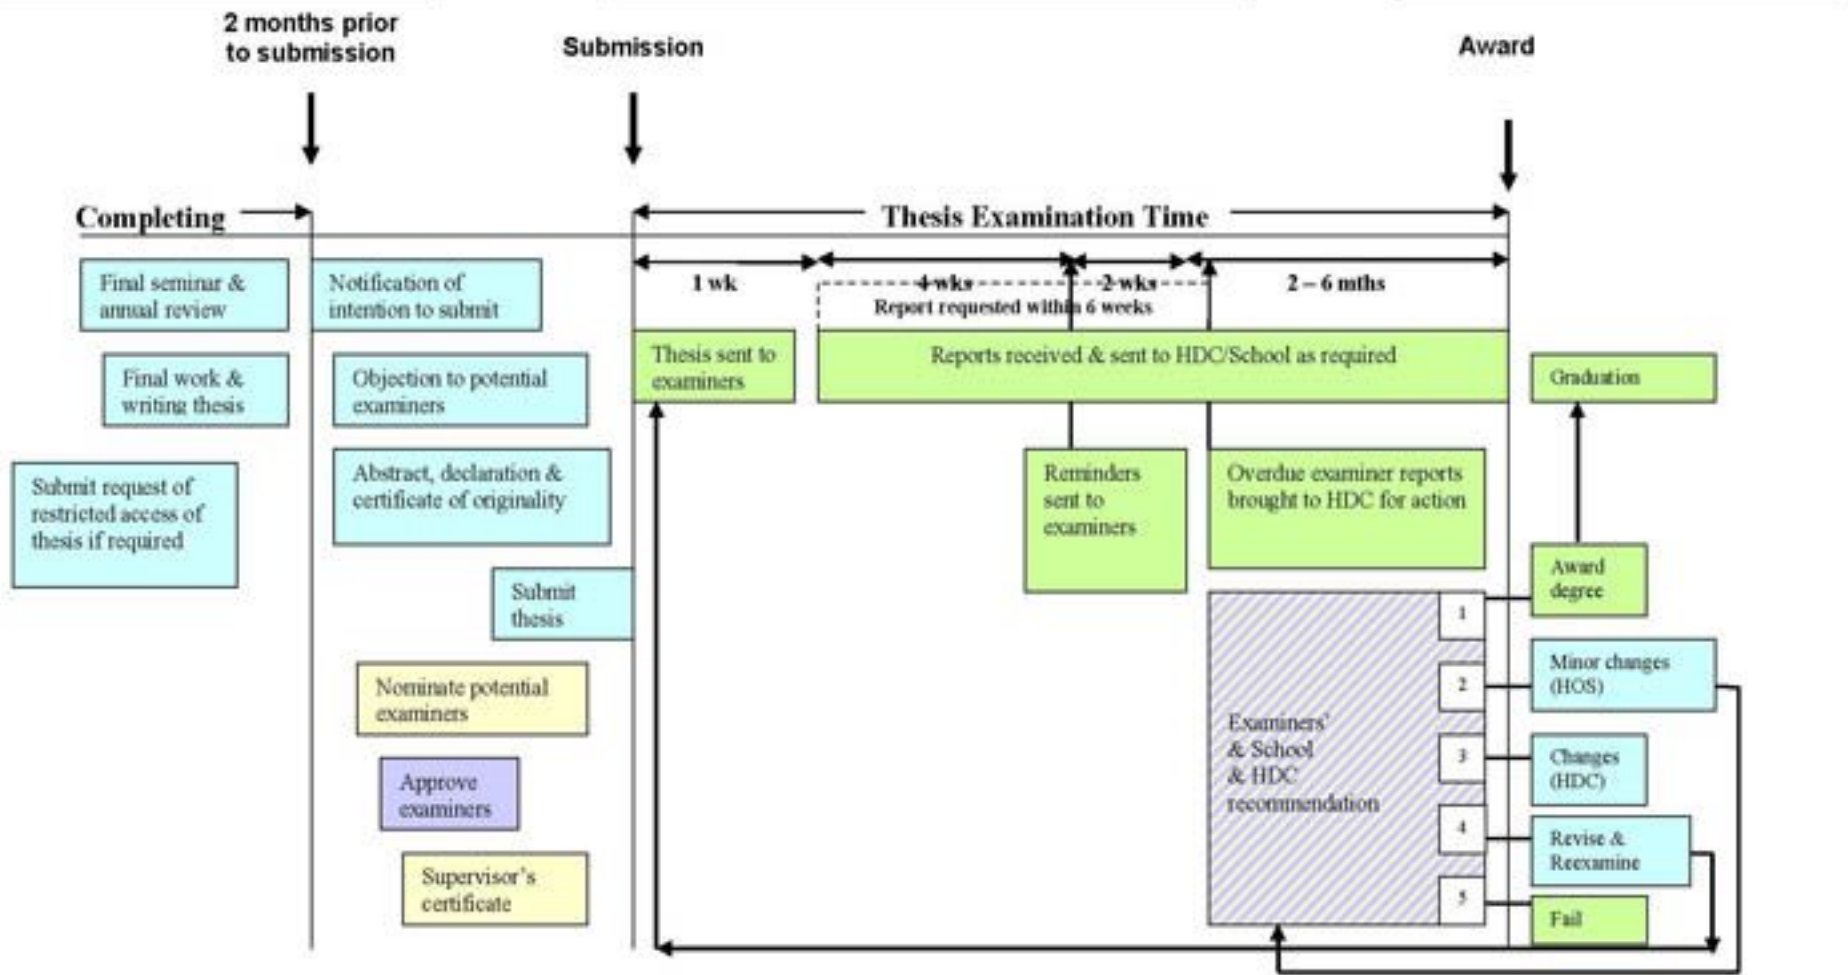 2 months prior
to submission
Submission
Award
Completing
Thesis Examination Time
1 wk
4 wks
2 wks
2 – 6 mths
Report requested within 6 weeks
Final seminar &
annual review
Notification of
intention to submit
Final work &
writing thesis
Objection to potential
examiners
Thesis sent to
examiners
Reports received & sent to HDC/School as required
Graduation
Submit request of
restricted access of
thesis if required
Abstract, declaration &
certificate of originality
Reminders
sent to
examiners
Overdue examiner reports
brought to HDC for action
Submit
thesis
Award
degree
Nominate potential
examiners
Approve
examiners
Supervisor's
certificate
Examiners'
& School
& HDC
recommendation
1
2
3
4
5
Minor changes
(HOS)
Changes
(HDC)
Revise &
Reexamine
Fail